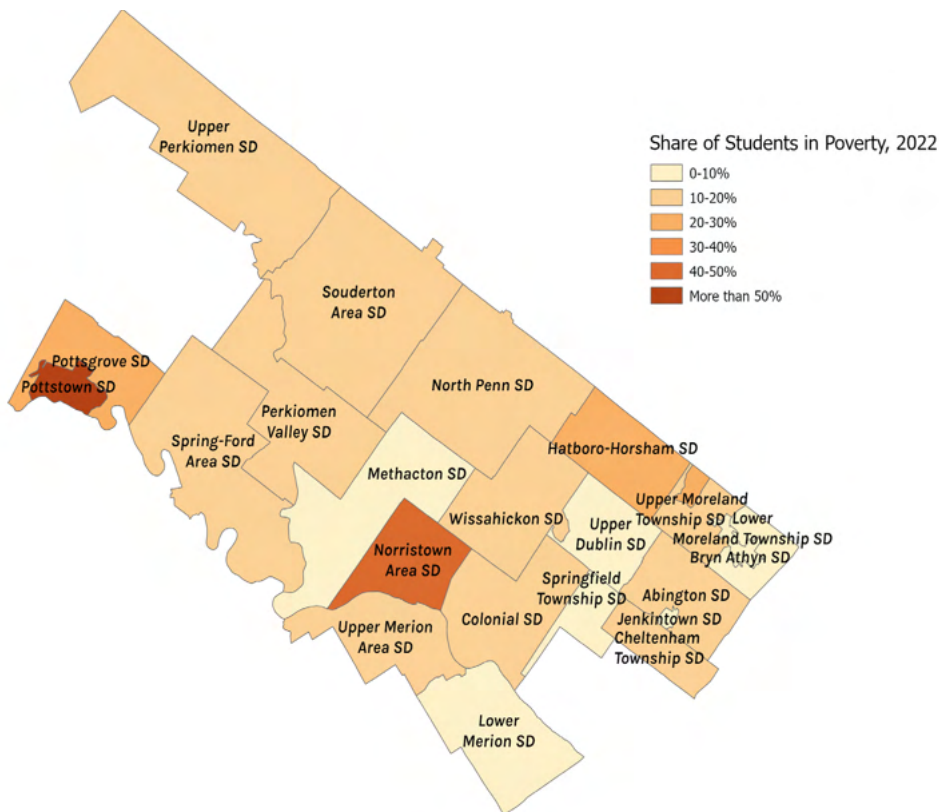 Upper
Perkiomen SD
Share of Students in Poverty, 2022
0-10%
10-20%
20-30%
30-40%
40-50%
More than 50%
Souderton
Area SD
Pottsgrove SD
Pottstown SD
North Penn SD
Perkiomen
Valley SD
Spring-Ford
Area SD
Hatboro-Horsham SD
Methacton SD
Wissahickon SD
Upper Moreland
Township SD
Lower
Moreland Township SD
Bryn Athyn SD
Upper
Dublin SD
Norristown
Area SD
Springfield
Township SD
Abington SD
Jenkintown SD
Cheltenham
Township SD
Colonial SD
Upper Merion
Area SD
Lower
Merion SD